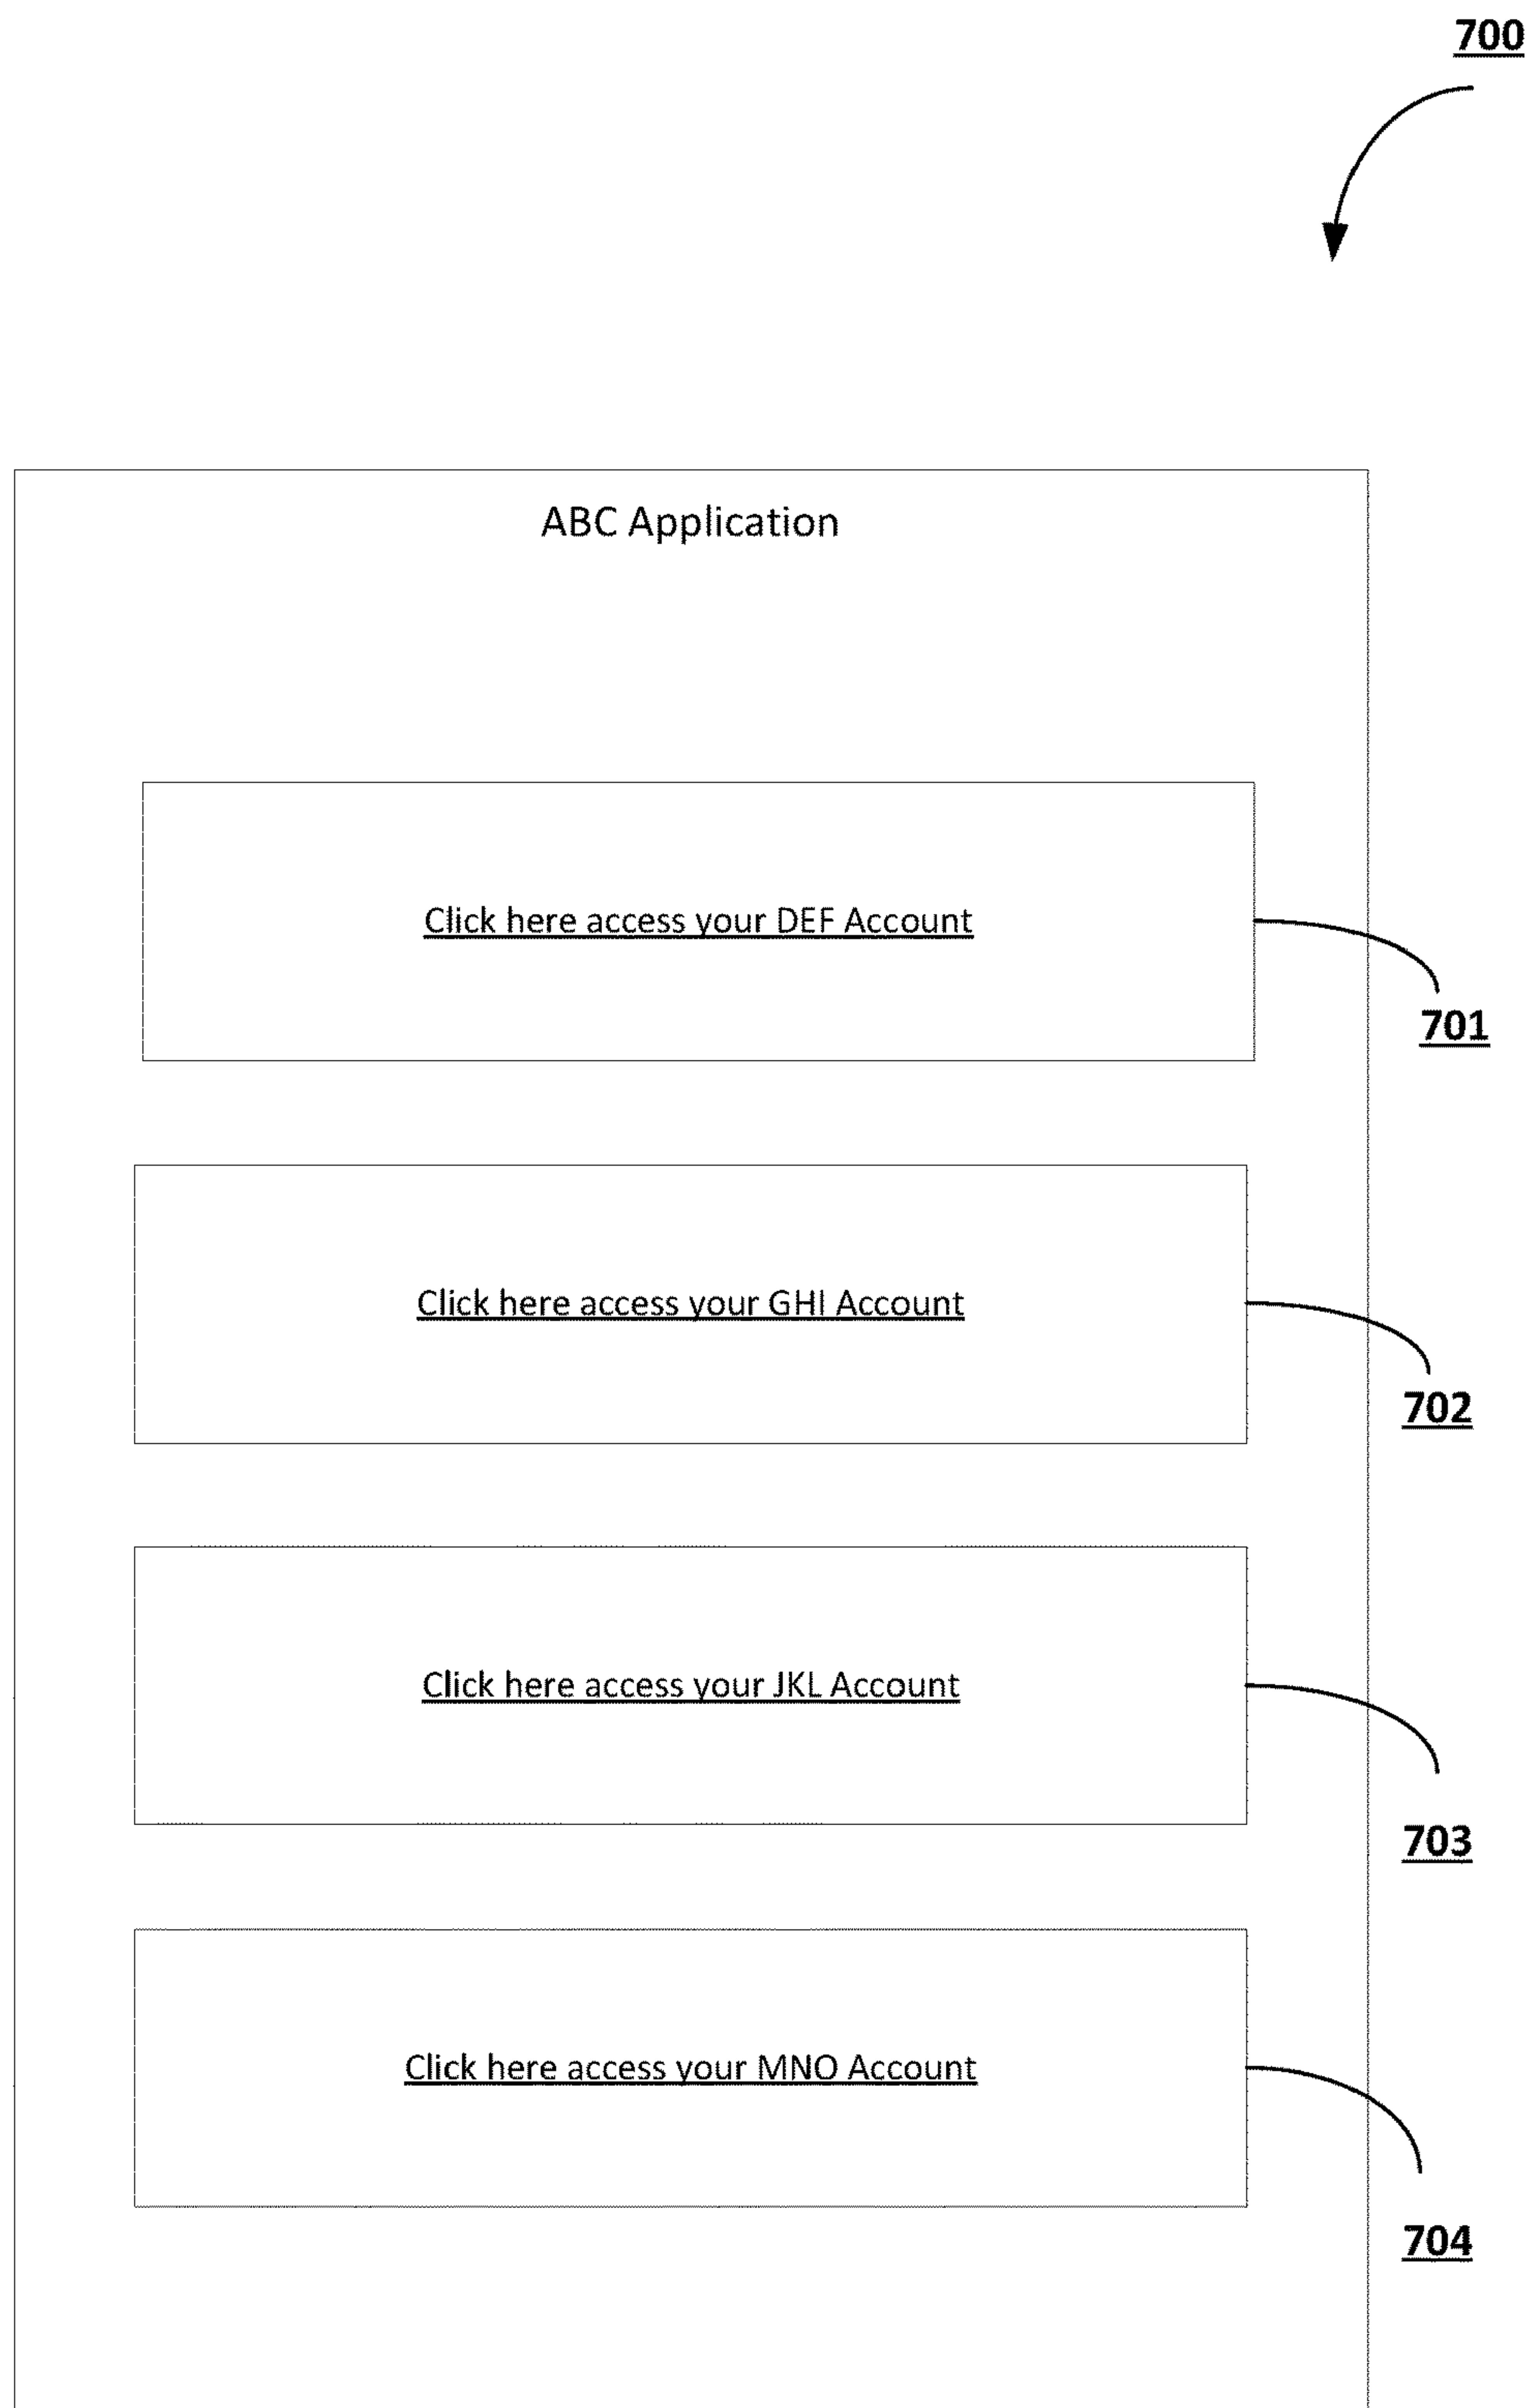 700
ABC Application
Click here access your DEF Account
701
Click here access your GHI Account
702
Click here access your JKL Account
703
Click here access your MNO Account
704